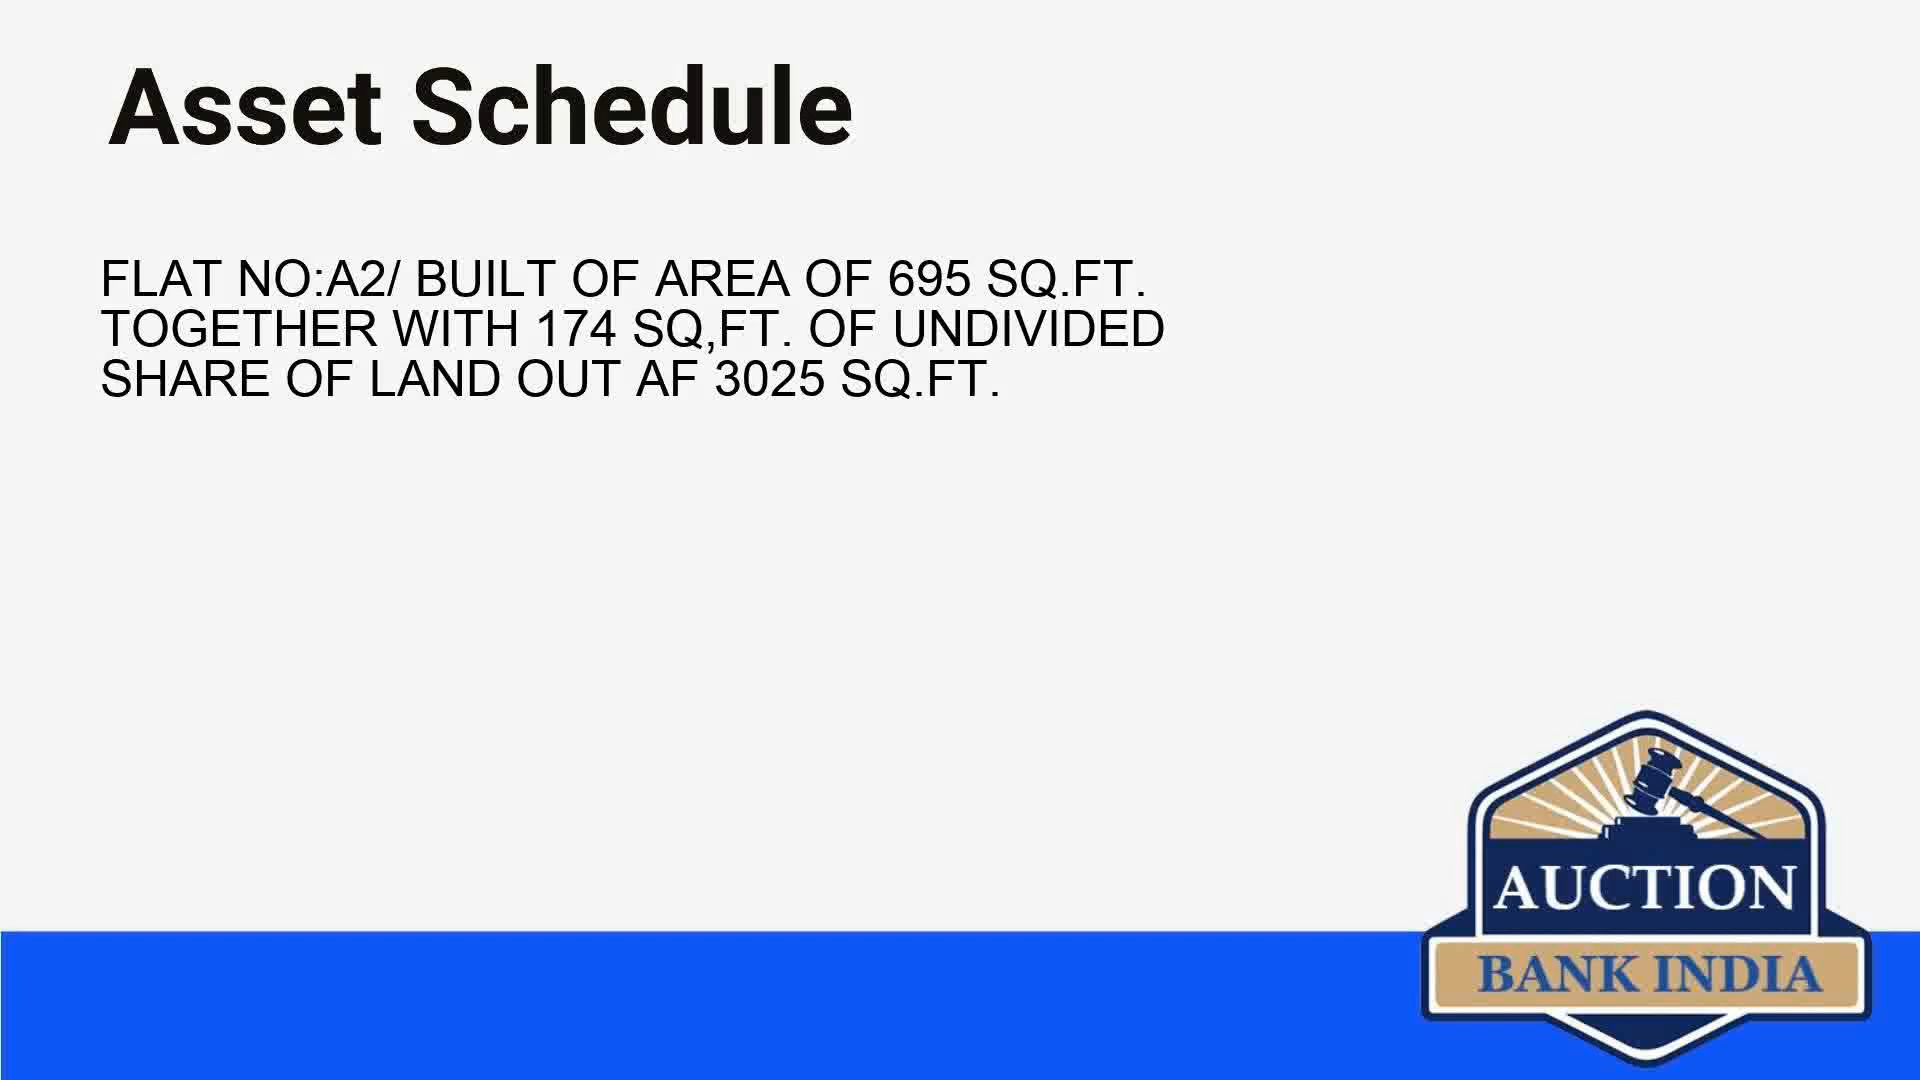 Asset Schedule
FLAT NO:A2/ BUILT OF AREA OF 695 SQ.FT.
TOGETHER WITH 174 SQ,FT. OF UNDIVIDED
SHARE OF LAND OUT AF 3025 SQ.FT.
AUCTION
BANK INDIA